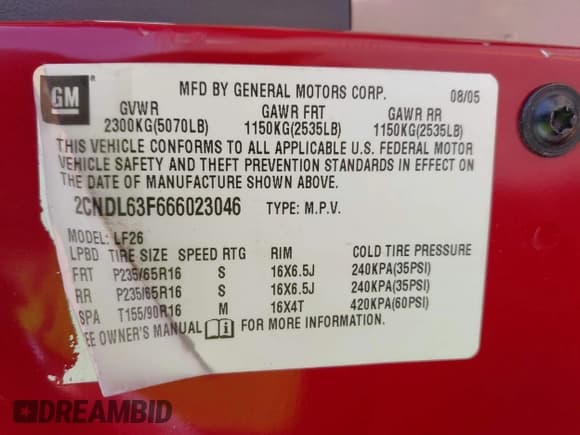 GM ®
MFD BY GENERAL MOTORS CORP. 08/05
GVWR GAWR FRT GAWR RR
2300KG(5070LB) 1150KG(2535LB) 1150KG(2535LB)
THIS VEHICLE CONFORMS TO ALL APPLICABLE U.S. FEDERAL MOTOR
VEHICLE SAFETY AND THEFT PREVENTION STANDARDS IN EFFECT ON
THE DATE OF MANUFACTURE SHOWN ABOVE.
2CNDL63F666023046 TYPE: M.P.V.
MODEL: LF26
LPBD TIRE SIZE SPEED RTG RIM COLD TIRE PRESSURE
FRT P235/65R16 S 16X6.5J 240KPA(35PSI)
RR P235/65R16 S 16X6.5J 240KPA(35PSI)
SPA T155/90R16 M 16X4T 420KPA(60PSI)
EE OWNER'S MANUAL i FOR MORE INFORMATION.
DREAMBID